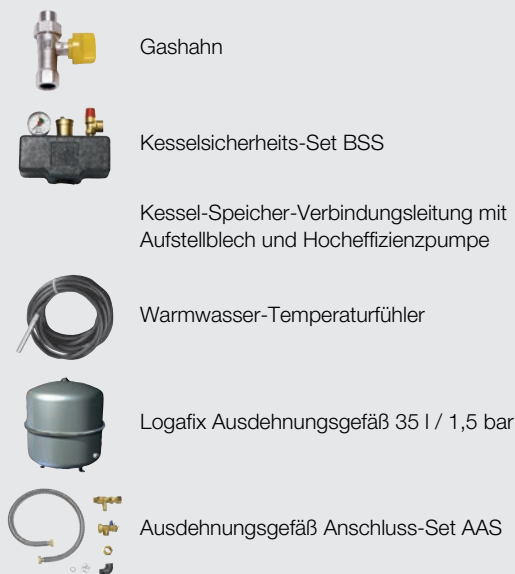 Gashahn
Kesselsicherheits-Set BSS
Kessel-Speicher-Verbindungsleitung mit
Aufstellblech und Hocheffizienzpumpe
Warmwasser-Temperaturfühler
Logafix Ausdehnungsgefäß 35 l / 1,5 bar
Ausdehnungsgefäß Anschluss-Set AAS